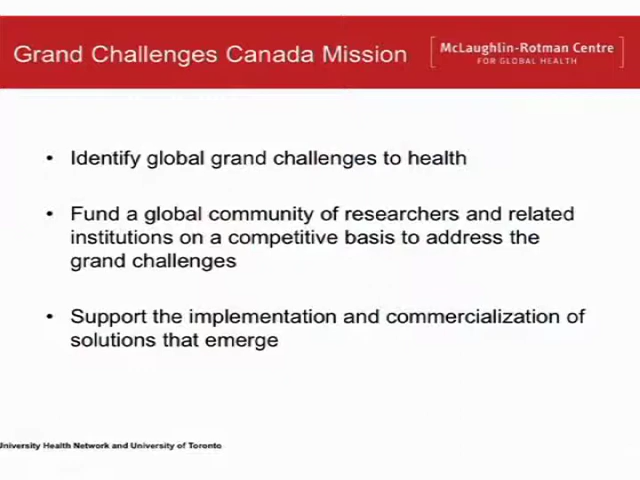 Grand Challenges Canada Mission
McLaughlin-Rotman Centre
FOR GLOBAL HEALTH
• Identify global grand challenges to health
• Fund a global community of researchers and related
institutions on a competitive basis to address the
grand challenges
• Support the implementation and commercialization of
solutions that emerge
University Health Network and University of Toronto